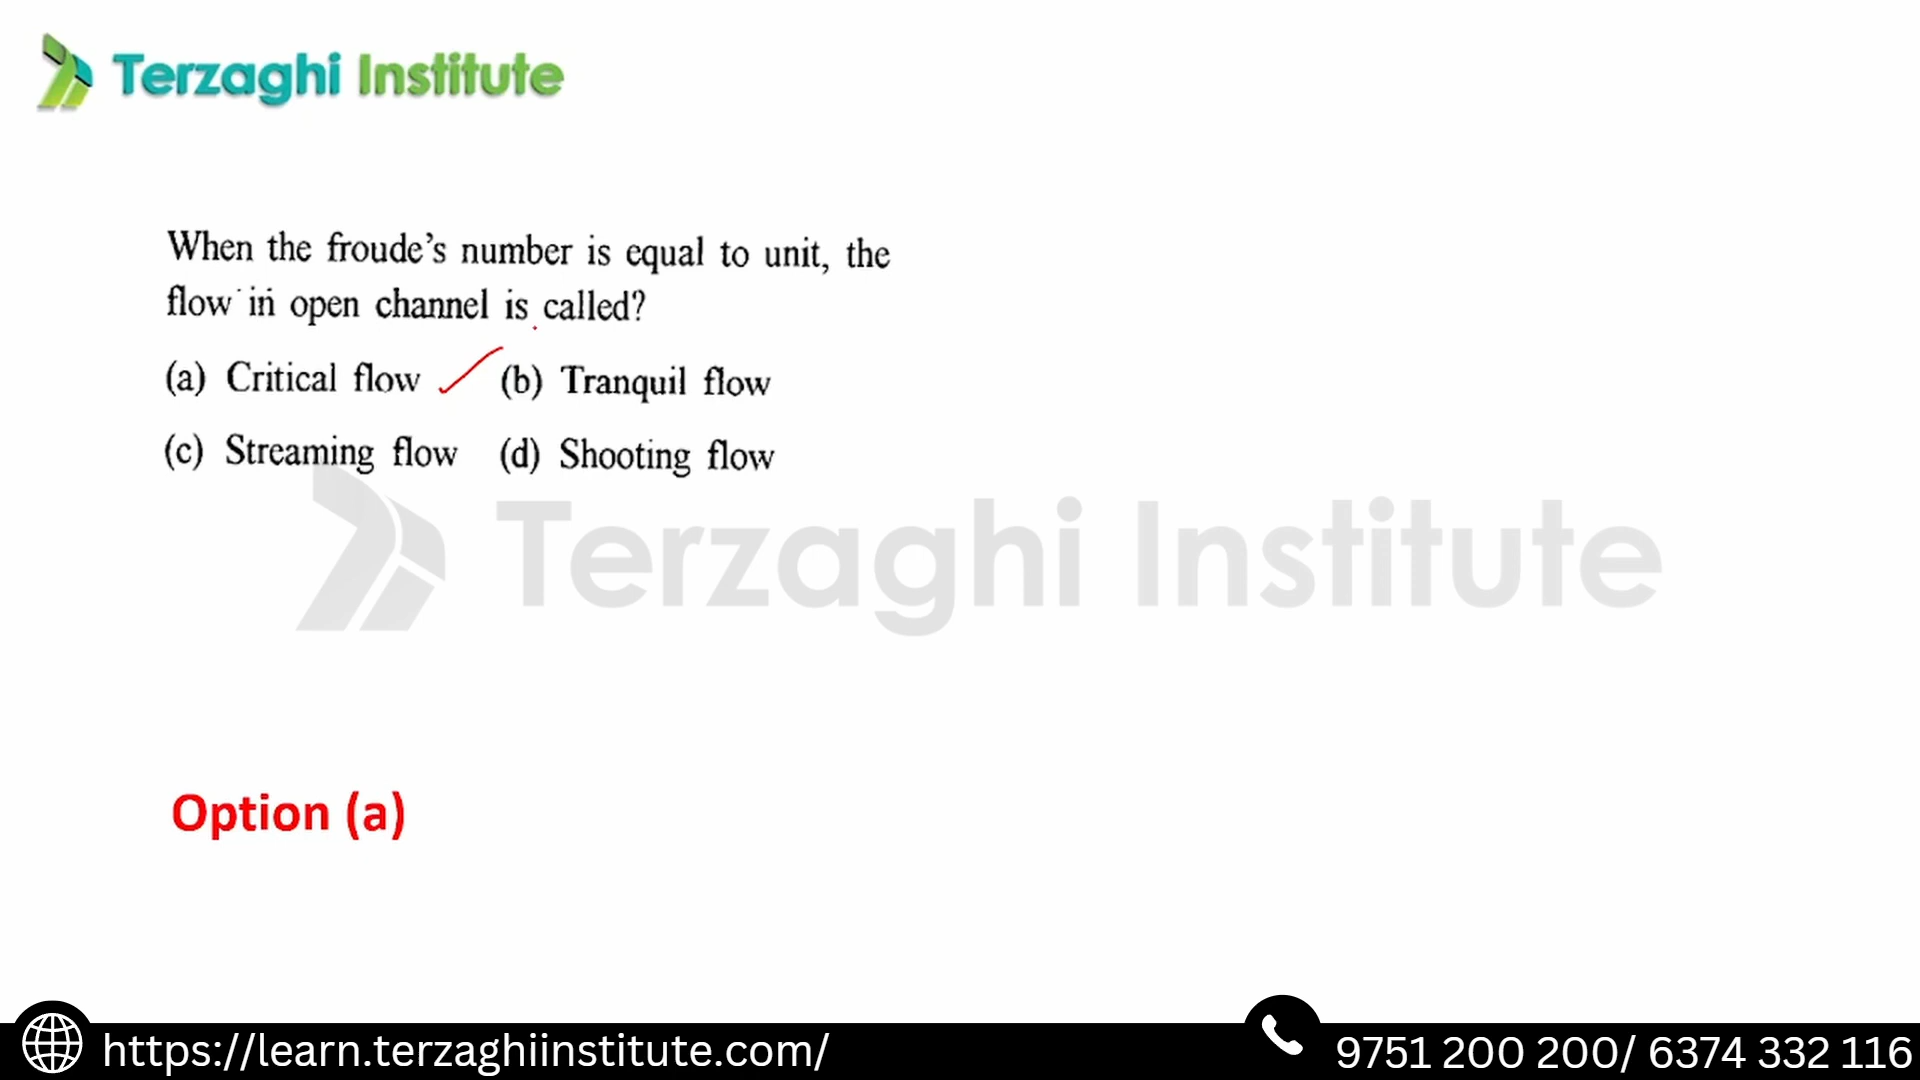 Terzaghi Institute
When the froude's number is equal to unit, the
flow in open channel is called?
(a) Critical flow (b) Tranquil flow
(c) Streaming flow (d) Shooting flow
Terzaghi Institute
Option (a)
https://learn.terzaghiinstitute.com/ 9751 200 200/ 6374 332 116